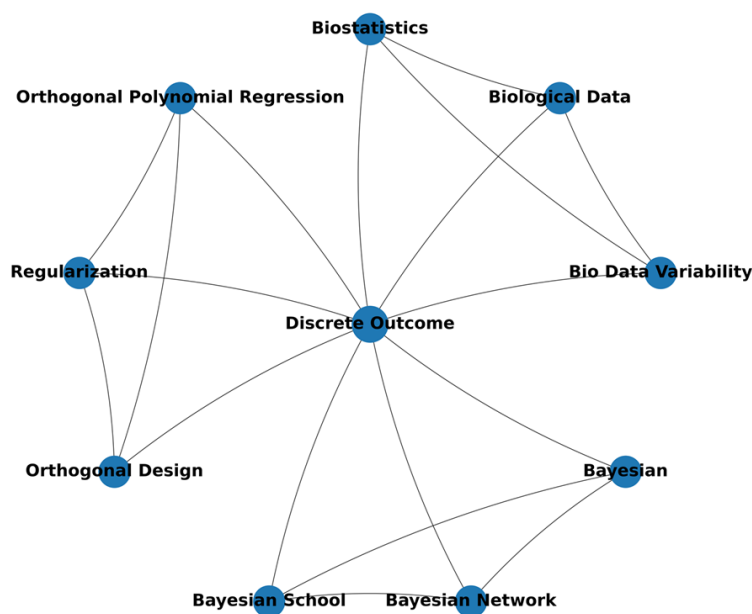 Biostatistics
Orthogonal Polynomial Regression
Biological Data
Regularization
Bio Data Variability
Discrete Outcome
Orthogonal Design
Bayesian
Bayesian School
Bayesian Network